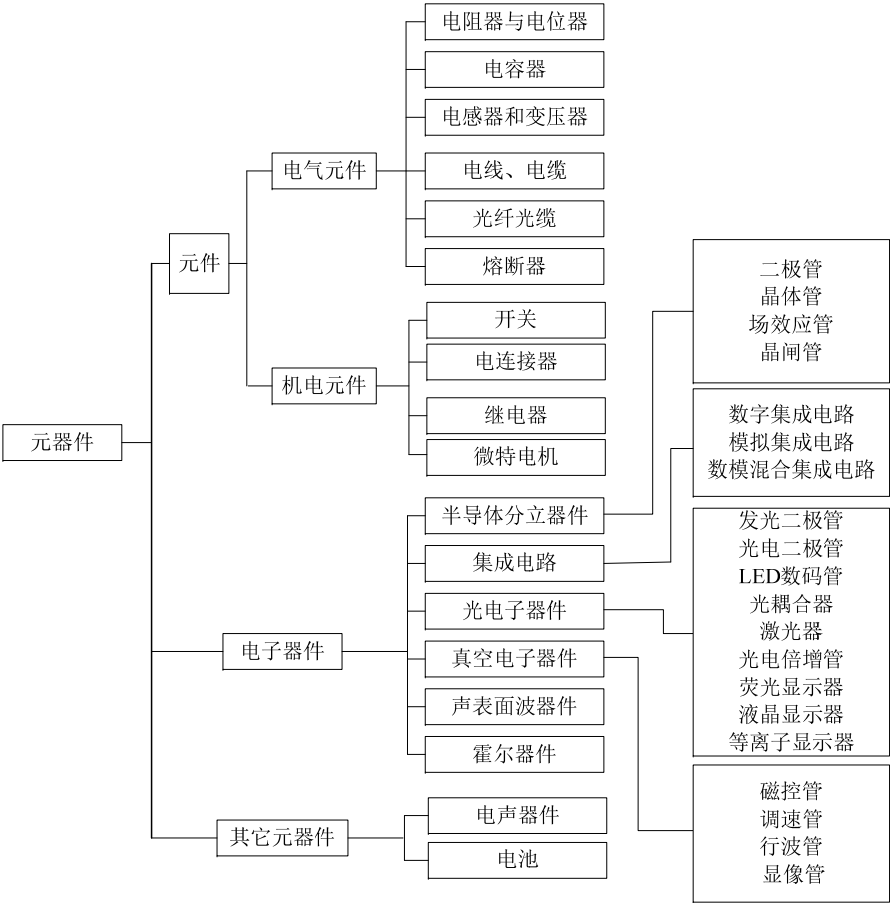 元器件
元件
电气元件
电阻器与电位器
电容器
电感器和变压器
电线、电缆
光纤光缆
熔断器
机电元件
开关
电连接器
继电器
微特电机
电子器件
半导体分立器件
二极管
晶体管
场效应管
晶闸管
集成电路
数字集成电路
模拟集成电路
数模混合集成电路
光电子器件
发光二极管
光电二极管
LED数码管
光耦合器
激光器
光电倍增管
荧光显示器
液晶显示器
等离子显示器
真空电子器件
磁控管
调速管
行波管
显像管
声表面波器件
霍尔器件
其它元器件
电声器件
电池